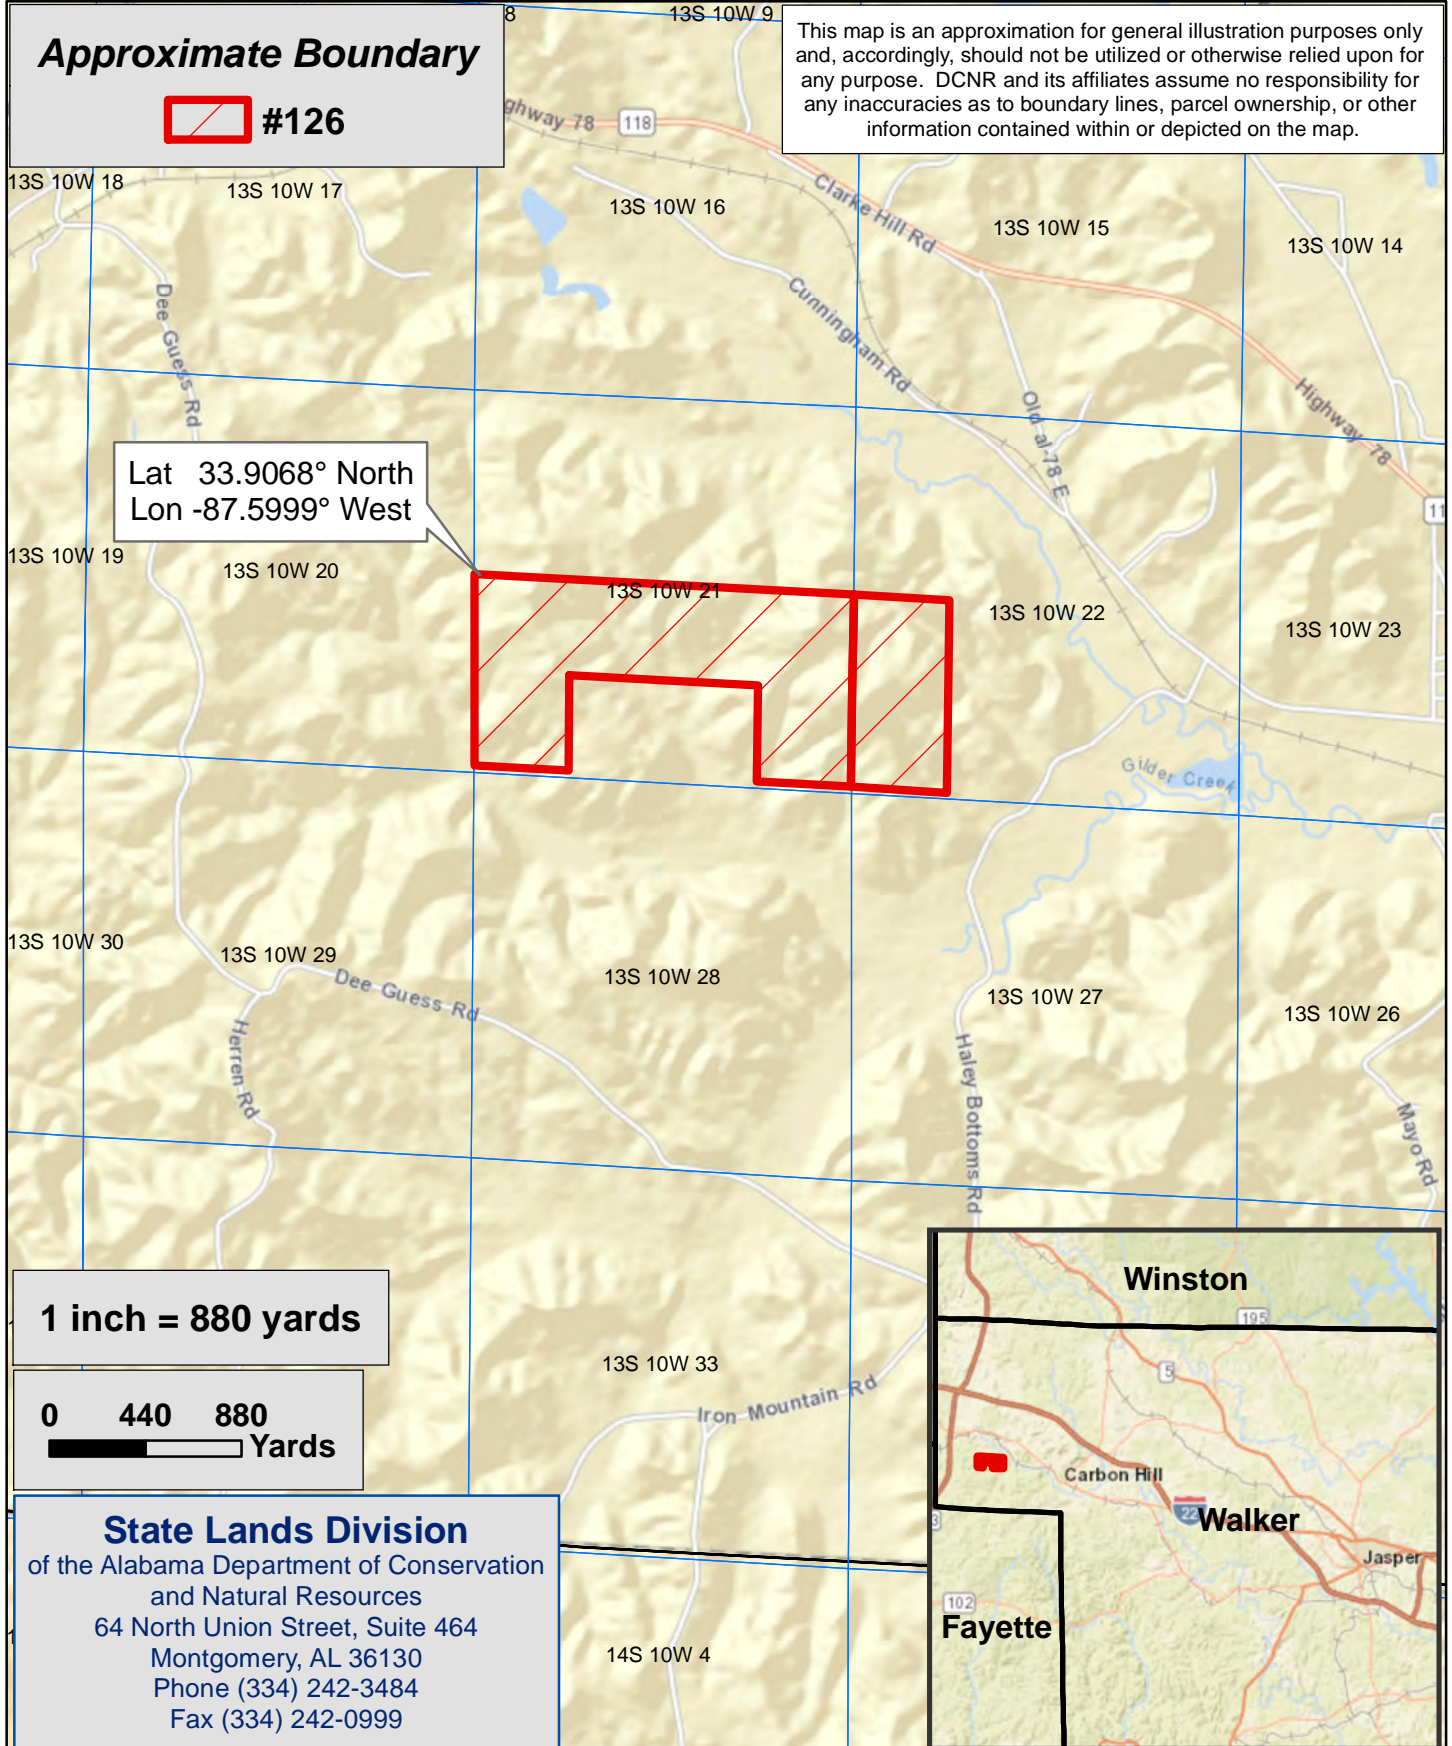 Approximate Boundary
#126
This map is an approximation for general illustration purposes only
and, accordingly, should not be utilized or otherwise relied upon for
any purpose. DCNR and its affiliates assume no responsibility for
any inaccuracies as to boundary lines, parcel ownership, or other
information contained within or depicted on the map.
8
13S 10W 9
ghway 78
118
13S 10W 18
13S 10W 17
13S 10W 16
Clarke Hill Rd
13S 10W 15
13S 10W 14
Dee Guess Rd
Cunningham Rd
Old al-78 E
Highway 78
11
Lat 33.9068° North
Lon -87.5999° West
13S 10W 19
13S 10W 20
13S 10W 21
13S 10W 22
13S 10W 23
Gilder Creek
13S 10W 30
13S 10W 29
Dee Guess Rd
13S 10W 28
13S 10W 27
13S 10W 26
Herren Rd
Haley Bottoms Rd
Mayo Rd
1 inch = 880 yards
0 440 880
Yards
13S 10W 33
Iron Mountain Rd
14S 10W 4
State Lands Division
of the Alabama Department of Conservation
and Natural Resources
64 North Union Street, Suite 464
Montgomery, AL 36130
Phone (334) 242-3484
Fax (334) 242-0999
Winston
195
5
Carbon Hill
22
Walker
Jasper
3
102
Fayette